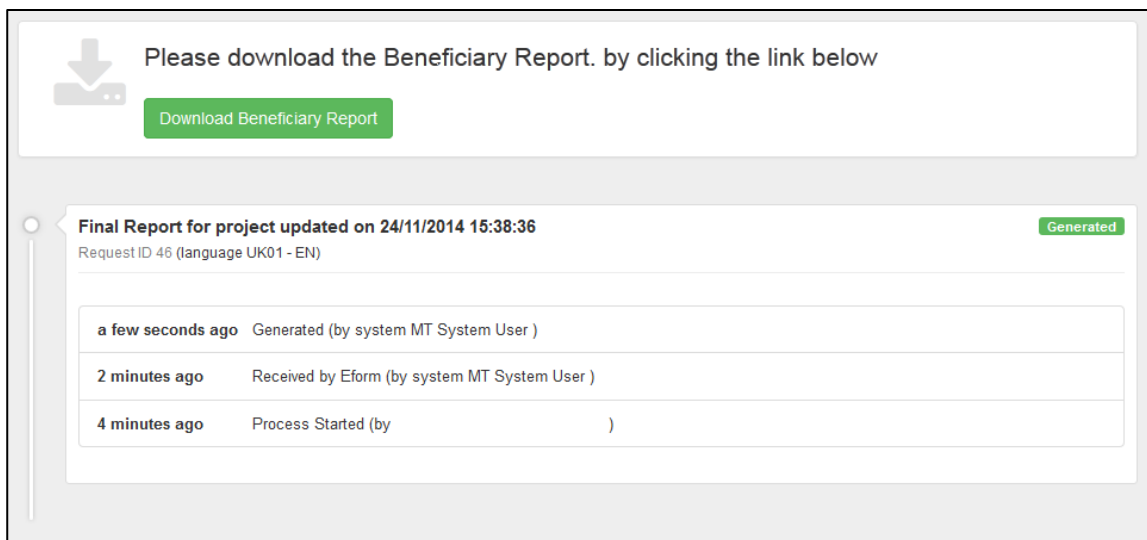 Please download the Beneficiary Report. by clicking the link below
Download Beneficiary Report
Final Report for project updated on 24/11/2014 15:38:36
Generated
Request ID 46 (language UK01 - EN)
a few seconds ago Generated (by system MT System User )
2 minutes ago Received by Eform (by system MT System User )
4 minutes ago Process Started (by )